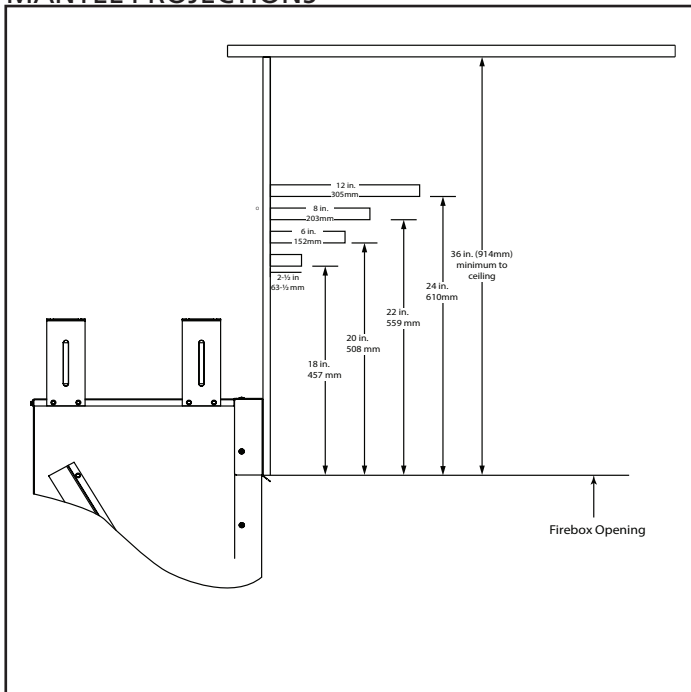 MANTEL PROJECTIONS
12 in.
305mm
8 in.
203mm
6 in.
152mm
2-½ in
63-½ mm
18 in.
457 mm
20 in.
508 mm
22 in.
559 mm
24 in.
610mm
36 in. (914mm)
minimum to
ceiling
Firebox Opening